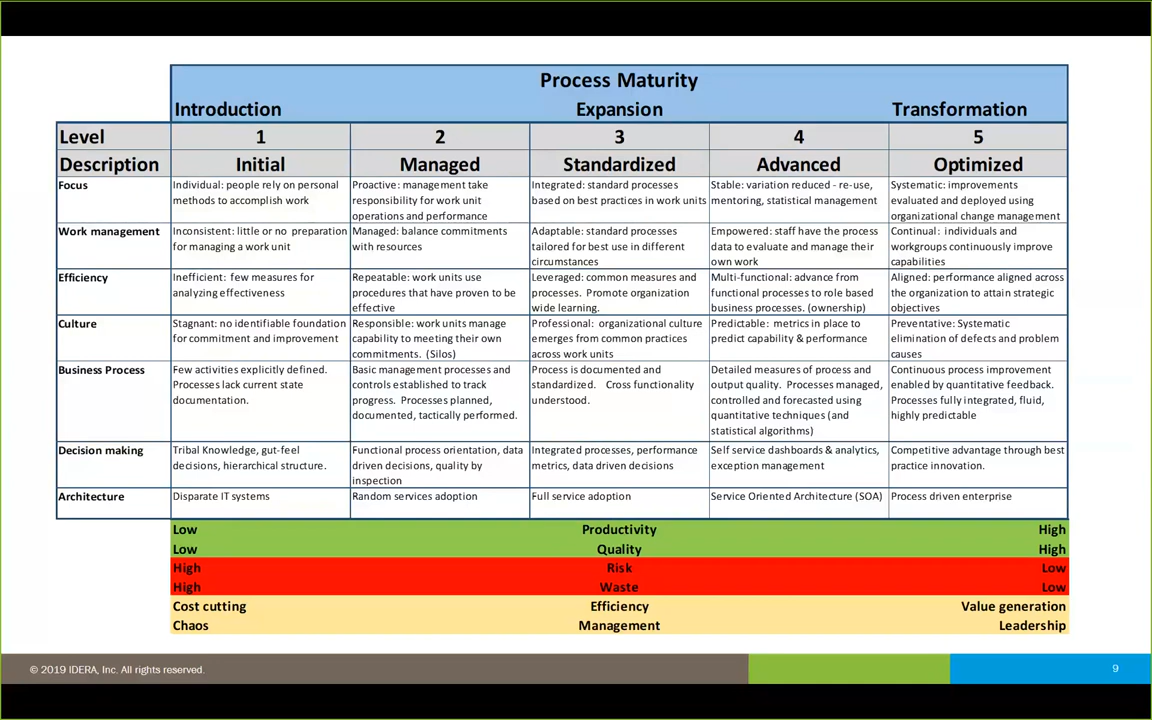 Process Maturity
Introduction Expansion Transformation
Level 1 2 3 4 5
Description Initial Managed Standardized Advanced Optimized
Focus
Individual: people rely on personal
methods to accomplish work
Proactive: management take
responsibility for work unit
operations and performance
Integrated: standard processes
based on best practices in work units
Stable: variation reduced - re-use,
mentoring, statistical management
Systematic: improvements
evaluated and deployed using
organizational change management
Work management
Inconsistent: little or no preparation
for managing a work unit
Managed: balance commitments
with resources
Adaptable: standard processes
tailored for best use in different
circumstances
Empowered: staff have the process
data to evaluate and manage their
own work
Continual: individuals and
workgroups continuously improve
capabilities
Efficiency
Inefficient: few measures for
analyzing effectiveness
Repeatable: work units use
procedures that have proven to be
effective
Leveraged: common measures and
processes. Promote organization
wide learning.
Multi-functional: advance from
functional processes to role based
business processes. (ownership)
Aligned: performance aligned across
the organization to attain strategic
objectives
Culture
Stagnant: no identifiable foundation
for commitment and improvement
Responsible: work units manage
capability to meeting their own
commitments. (Silos)
Professional: organizational culture
emerges from common practices
across work units
Predictable: metrics in place to
predict capability & performance
Preventative: Systematic
elimination of defects and problem
causes
Business Process
Few activities explicitly defined.
Processes lack current state
documentation.
Basic management processes and
controls established to track
progress. Processes planned,
documented, tactically performed.
Process is documented and
standardized. Cross functionality
understood.
Detailed measures of process and
output quality. Processes managed,
controlled and forecasted using
quantitative techniques (and
statistical algorithms)
Continuous process improvement
enabled by quantitative feedback.
Processes fully integrated, fluid,
highly predictable
Decision making
Tribal Knowledge, gut-feel
decisions, hierarchical structure.
Functional process orientation, data
driven decisions, quality by
inspection
Integrated processes, performance
metrics, data driven decisions
Self service dashboards & analytics,
exception management
Competitive advantage through best
practice innovation.
Architecture
Disparate IT systems
Random services adoption
Full service adoption
Service Oriented Architecture (SOA)
Process driven enterprise
Low Productivity High
Low Quality High
High Risk Low
High Waste Low
Cost cutting Efficiency Value generation
Chaos Management Leadership
© 2019 IDERA, Inc. All rights reserved.
9